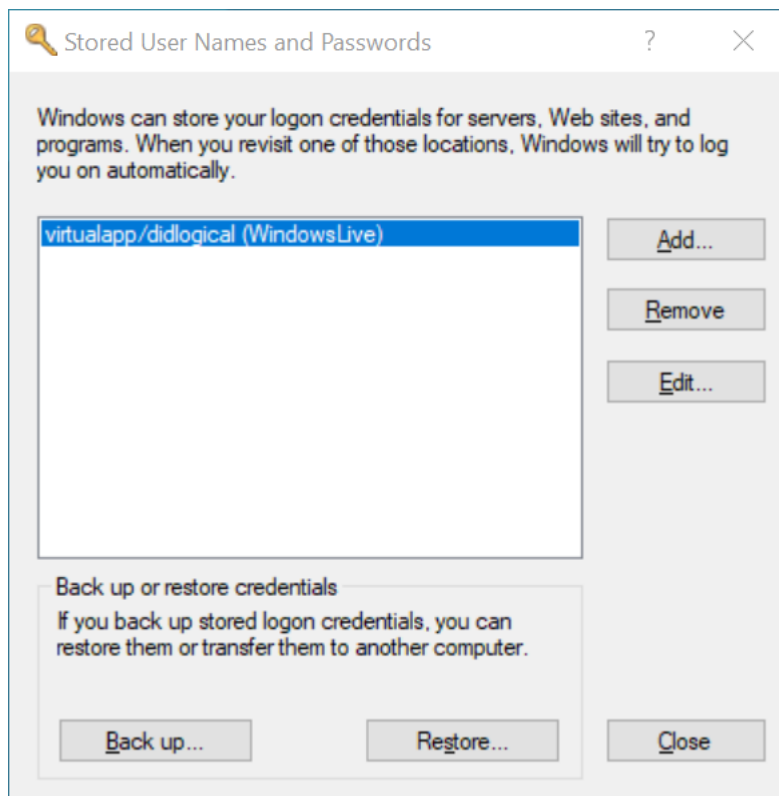 Stored User Names and Passwords
?
Windows can store your logon credentials for servers, Web sites, and
programs. When you revisit one of those locations, Windows will try to log
you on automatically.
virtualapp/didlogical (WindowsLive)
Add...
Remove
Edit...
Back up or restore credentials
If you back up stored logon credentials, you can
restore them or transfer them to another computer.
Back up...
Restore...
Close